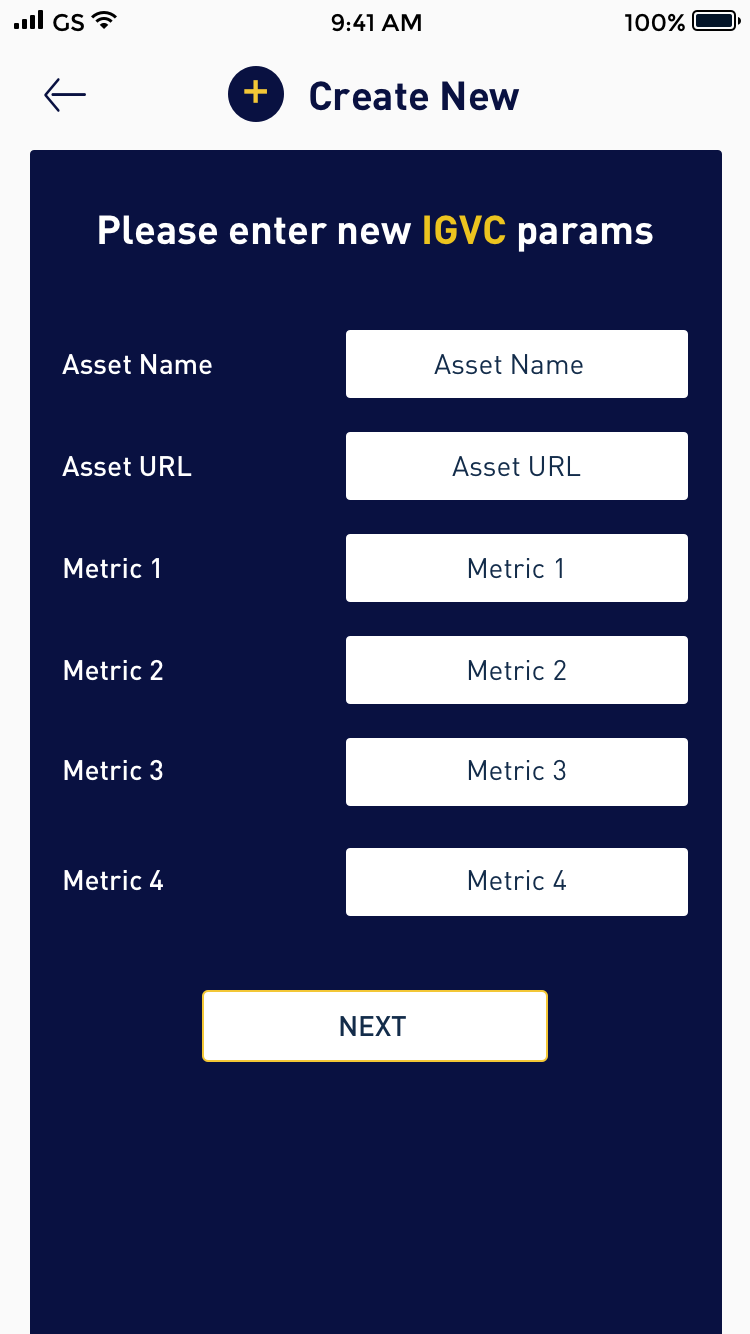 GS 9:41 AM 100%
+ Create New
Please enter new IGVC params
Asset Name Asset Name
Asset URL Asset URL
Metric 1 Metric 1
Metric 2 Metric 2
Metric 3 Metric 3
Metric 4 Metric 4
NEXT